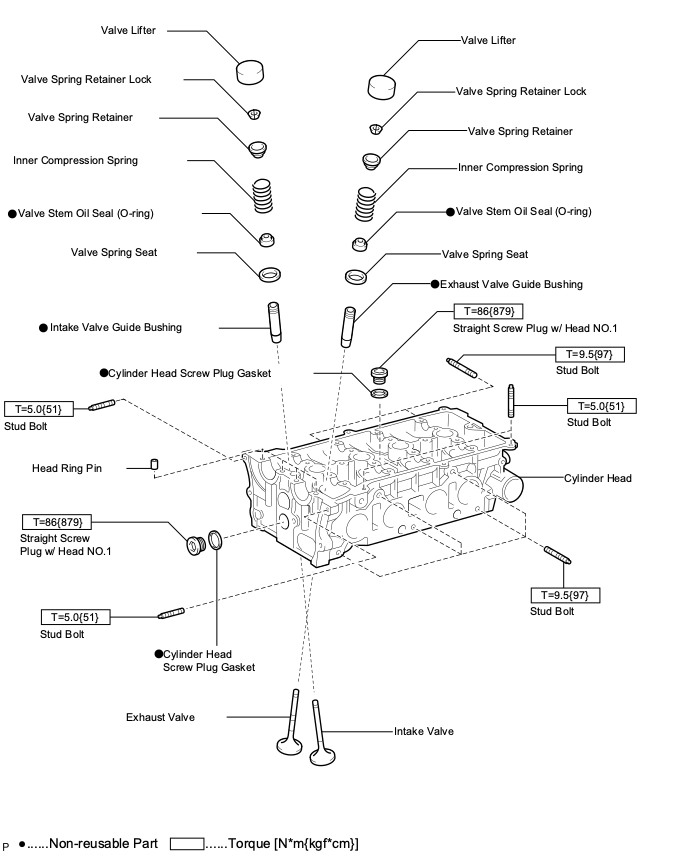 Valve Lifter
Valve Lifter
Valve Spring Retainer Lock
Valve Spring Retainer Lock
Valve Spring Retainer
Valve Spring Retainer
Inner Compression Spring
Inner Compression Spring
●Valve Stem Oil Seal (O-ring)
●Valve Stem Oil Seal (O-ring)
Valve Spring Seat
Valve Spring Seat
●Exhaust Valve Guide Bushing
T=86{879}
Straight Screw Plug w/ Head NO.1
●Intake Valve Guide Bushing
T=9.5{97}
Stud Bolt
●Cylinder Head Screw Plug Gasket
T=5.0{51}
Stud Bolt
T=5.0{51}
Stud Bolt
Head Ring Pin
Cylinder Head
T=86{879}
Straight Screw
Plug w/ Head NO.1
T=9.5{97}
Stud Bolt
T=5.0{51}
Stud Bolt
●Cylinder Head
Screw Plug Gasket
Exhaust Valve
Intake Valve
P ●......Non-reusable Part ......Torque [N*m{kgf*cm}]